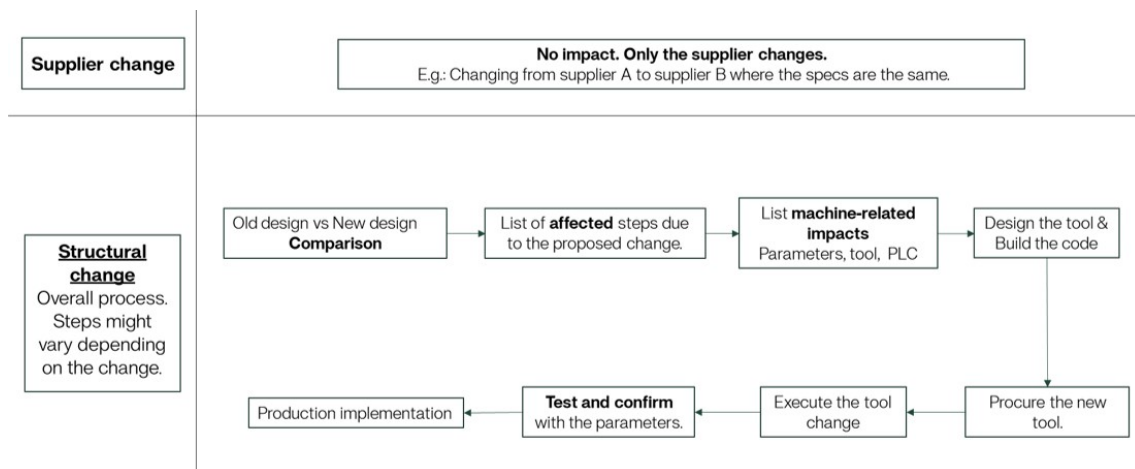 Supplier change
No impact. Only the supplier changes.
E.g.: Changing from supplier A to supplier B where the specs are the same.
Structural
change
Overall process.
Steps might
vary depending
on the change.
Old design vs New design
Comparison
List of affected steps due
to the proposed change.
List machine-related
impacts
Parameters, tool, PLC
Design the tool &
Build the code
Procure the new
tool.
Execute the tool
change
Test and confirm
with the parameters.
Production implementation